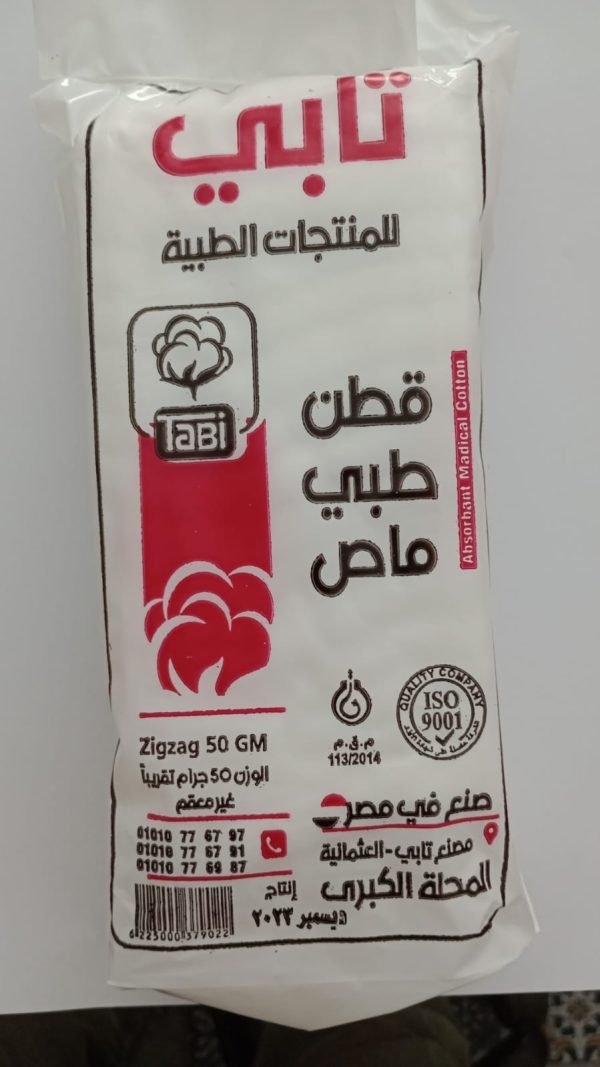 تابي
للمنتجات الطبية
TaBi
قطن
طبي
ماص
Absorbant Madical Cotton
QUALITY COMPANY
ISO
9001
م.ق.م
113/2014
Zigzag 50 GM
الوزن 50 جرام تقريباً
غير معقم
01010 77 67 97
01010 77 67 91
01010 77 69 87
صنع في مصر
مصنع تابي - العثمانية
المحلة الكبرى
إنتاج
ديسمبر ٢٠٢٣
6223000379022